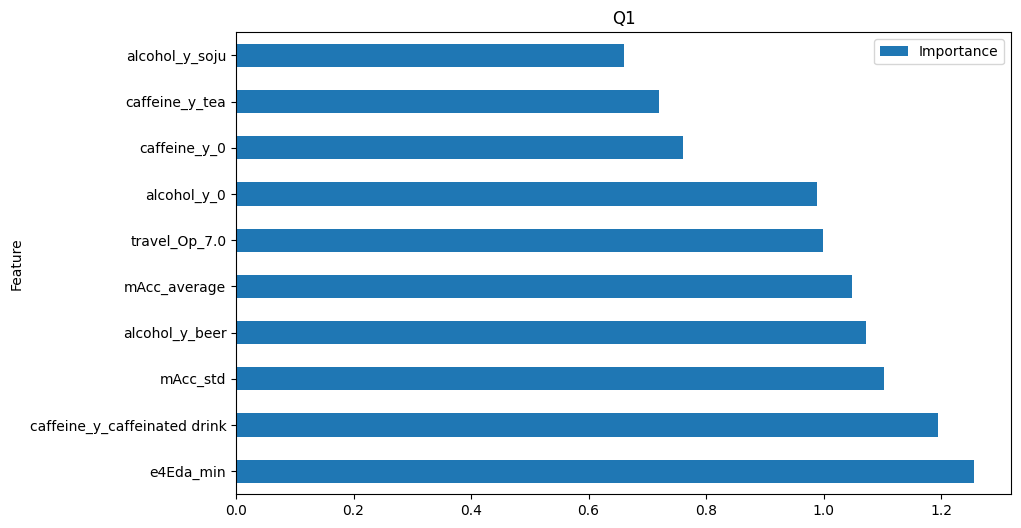 Q1
Importance
alcohol_y_soju
caffeine_y_tea
caffeine_y_0
alcohol_y_0
travel_Op_7.0
mAcc_average
alcohol_y_beer
mAcc_std
caffeine_y_caffeinated drink
e4Eda_min
Feature
0.0 0.2 0.4 0.6 0.8 1.0 1.2